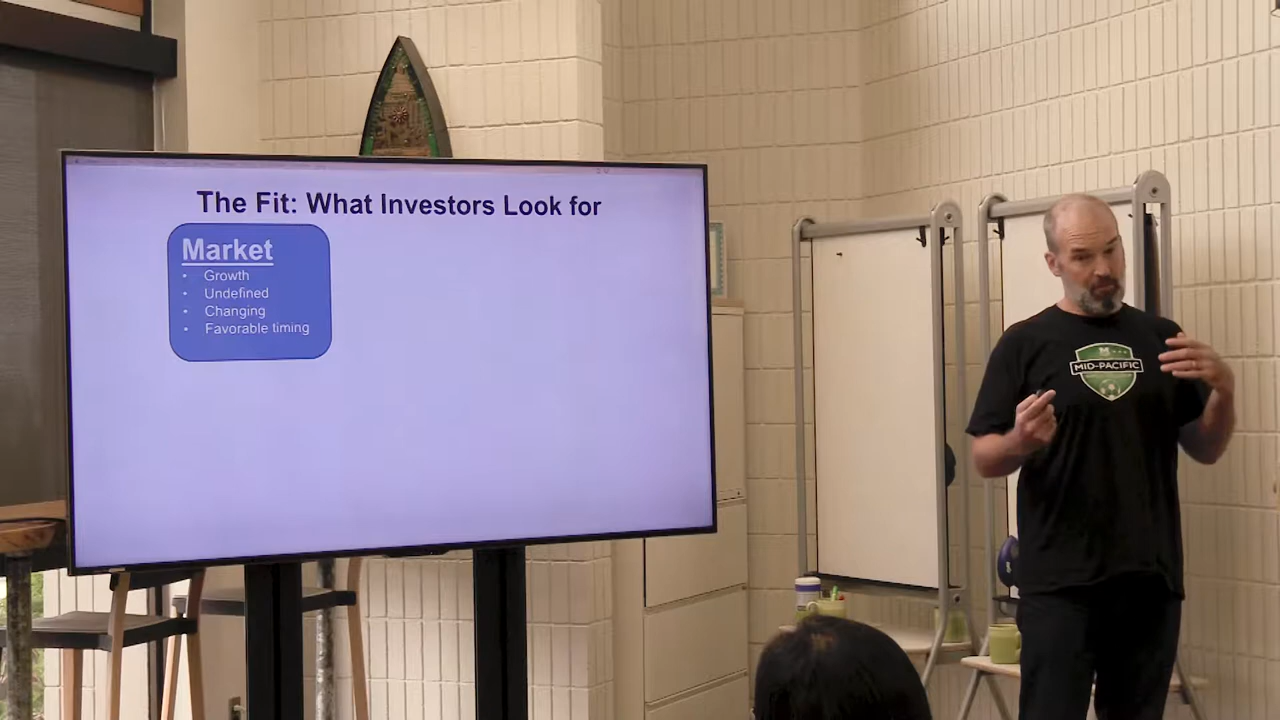 The Fit: What Investors Look for
Market
• Growth
• Undefined
• Changing
• Favorable timing
MID-PACIFIC